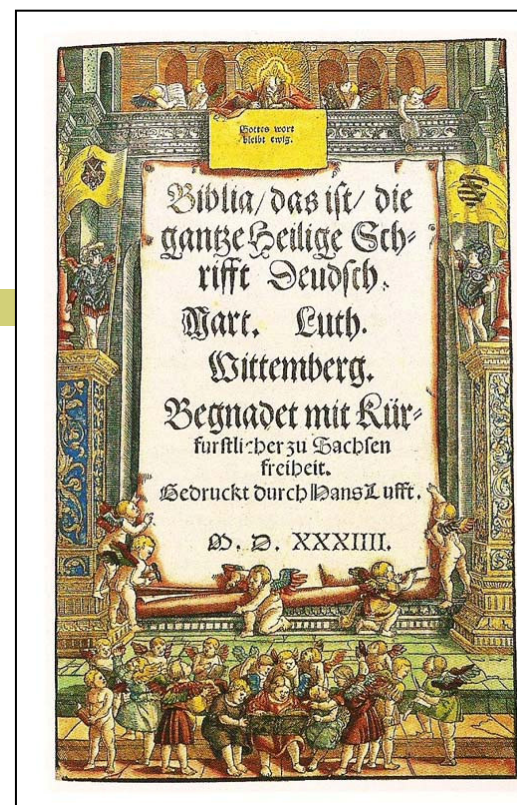 Gottes wort
bleibt ewig.
Biblia/ das ist/ die
gantze Heilige Sch-
rifft Deudsch.
Mart. Luth.
Wittemberg.
Begnadet mit Kür-
furstlicher zu Sachsen
freiheit.
Gedruckt durch Hans Lufft.
M. D. XXXIIII.